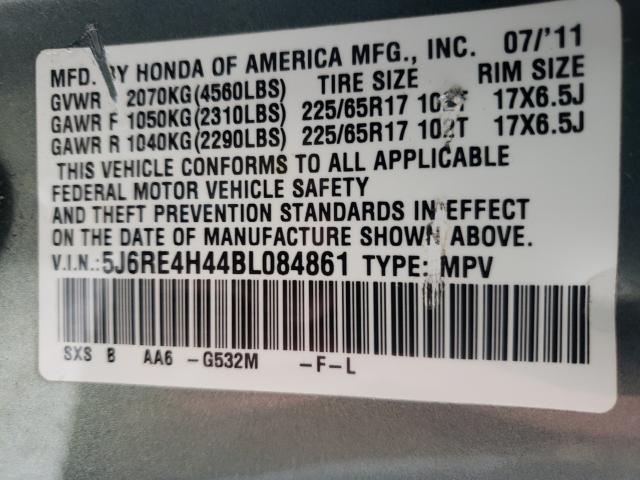 MFD. BY HONDA OF AMERICA MFG., INC. 07/'11
GVWR 2070KG(4560LBS) TIRE SIZE RIM SIZE
GAWR F 1050KG(2310LBS) 225/65R17 102T 17X6.5J
GAWR R 1040KG(2290LBS) 225/65R17 102T 17X6.5J
THIS VEHICLE CONFORMS TO ALL APPLICABLE
FEDERAL MOTOR VEHICLE SAFETY
AND THEFT PREVENTION STANDARDS IN EFFECT
ON THE DATE OF MANUFACTURE SHOWN ABOVE.
V.I.N.:5J6RE4H44BL084861 TYPE: MPV
SXS B AA6 -G532M -F-L